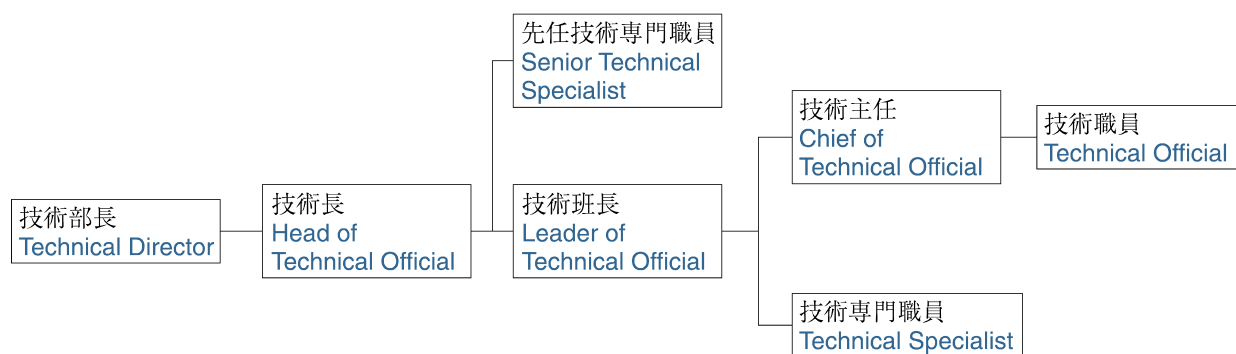 技術部長
Technical Director
技術長
Head of
Technical Official
先任技術専門職員
Senior Technical
Specialist
技術班長
Leader of
Technical Official
技術主任
Chief of
Technical Official
技術職員
Technical Official
技術専門職員
Technical Specialist